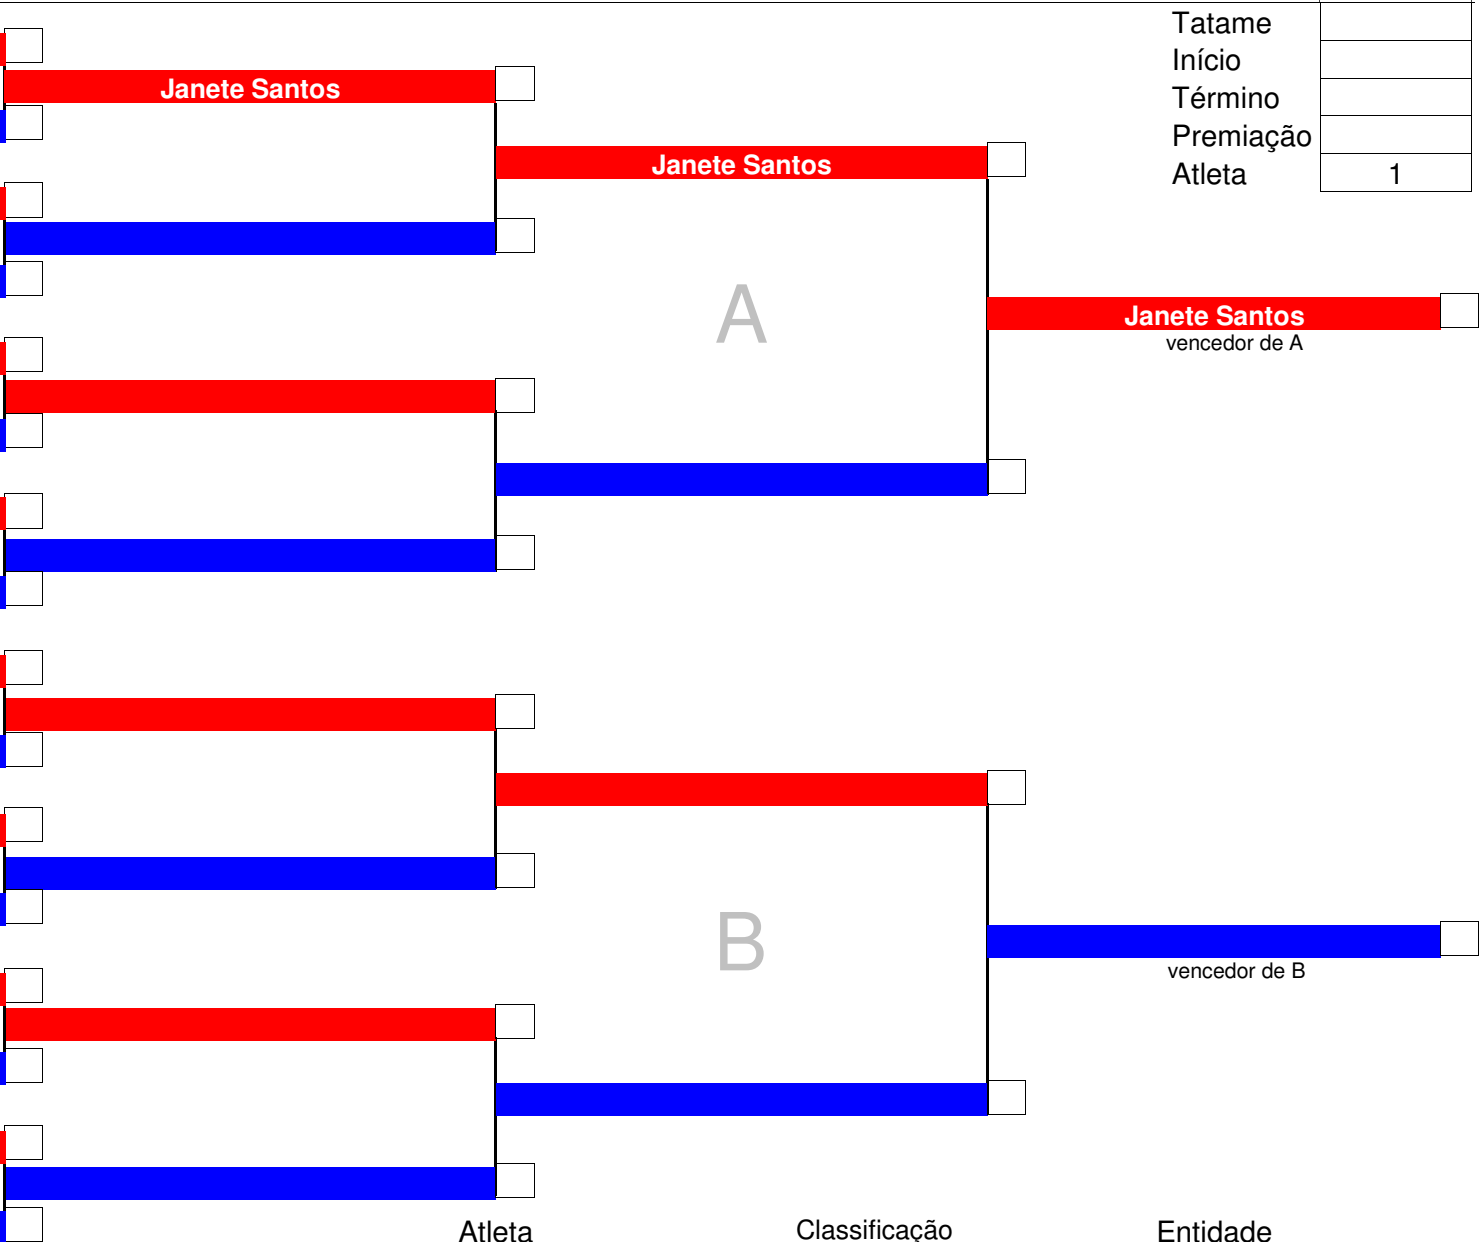 Tatame
Início
Término
Premiação
Atleta 1
Janete Santos
Janete Santos
A
Janete Santos
vencedor de A
B
vencedor de B
Atleta Classificação Entidade